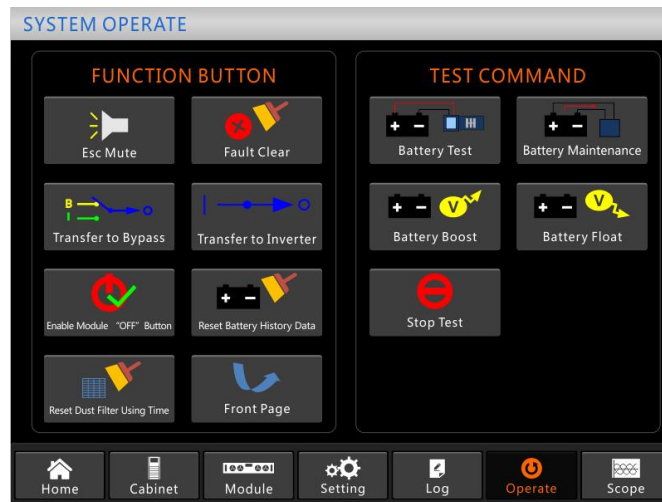 SYSTEM OPERATE
FUNCTION BUTTON
Esc Mute
Fault Clear
B
I
Transfer to Bypass
Transfer to Inverter
Enable Module “OFF” Button
Reset Battery History Data
Reset Dust Filter Using Time
Front Page
TEST COMMAND
Battery Test
Battery Maintenance
V
Battery Boost
V
Battery Float
Stop Test
Home
Cabinet
Module
Setting
Log
Operate
Scope